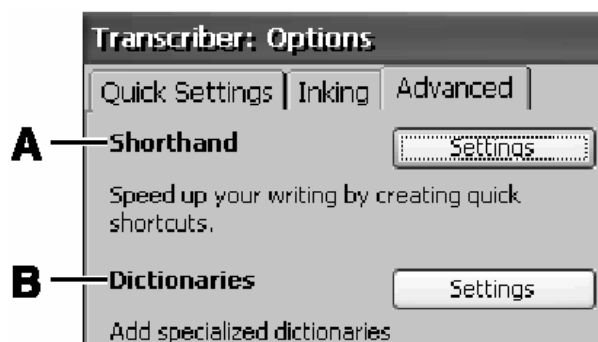 Transcriber: Options
Quick Settings Inking Advanced
A Shorthand Settings
Speed up your writing by creating quick
shortcuts.
B Dictionaries Settings
Add specialized dictionaries